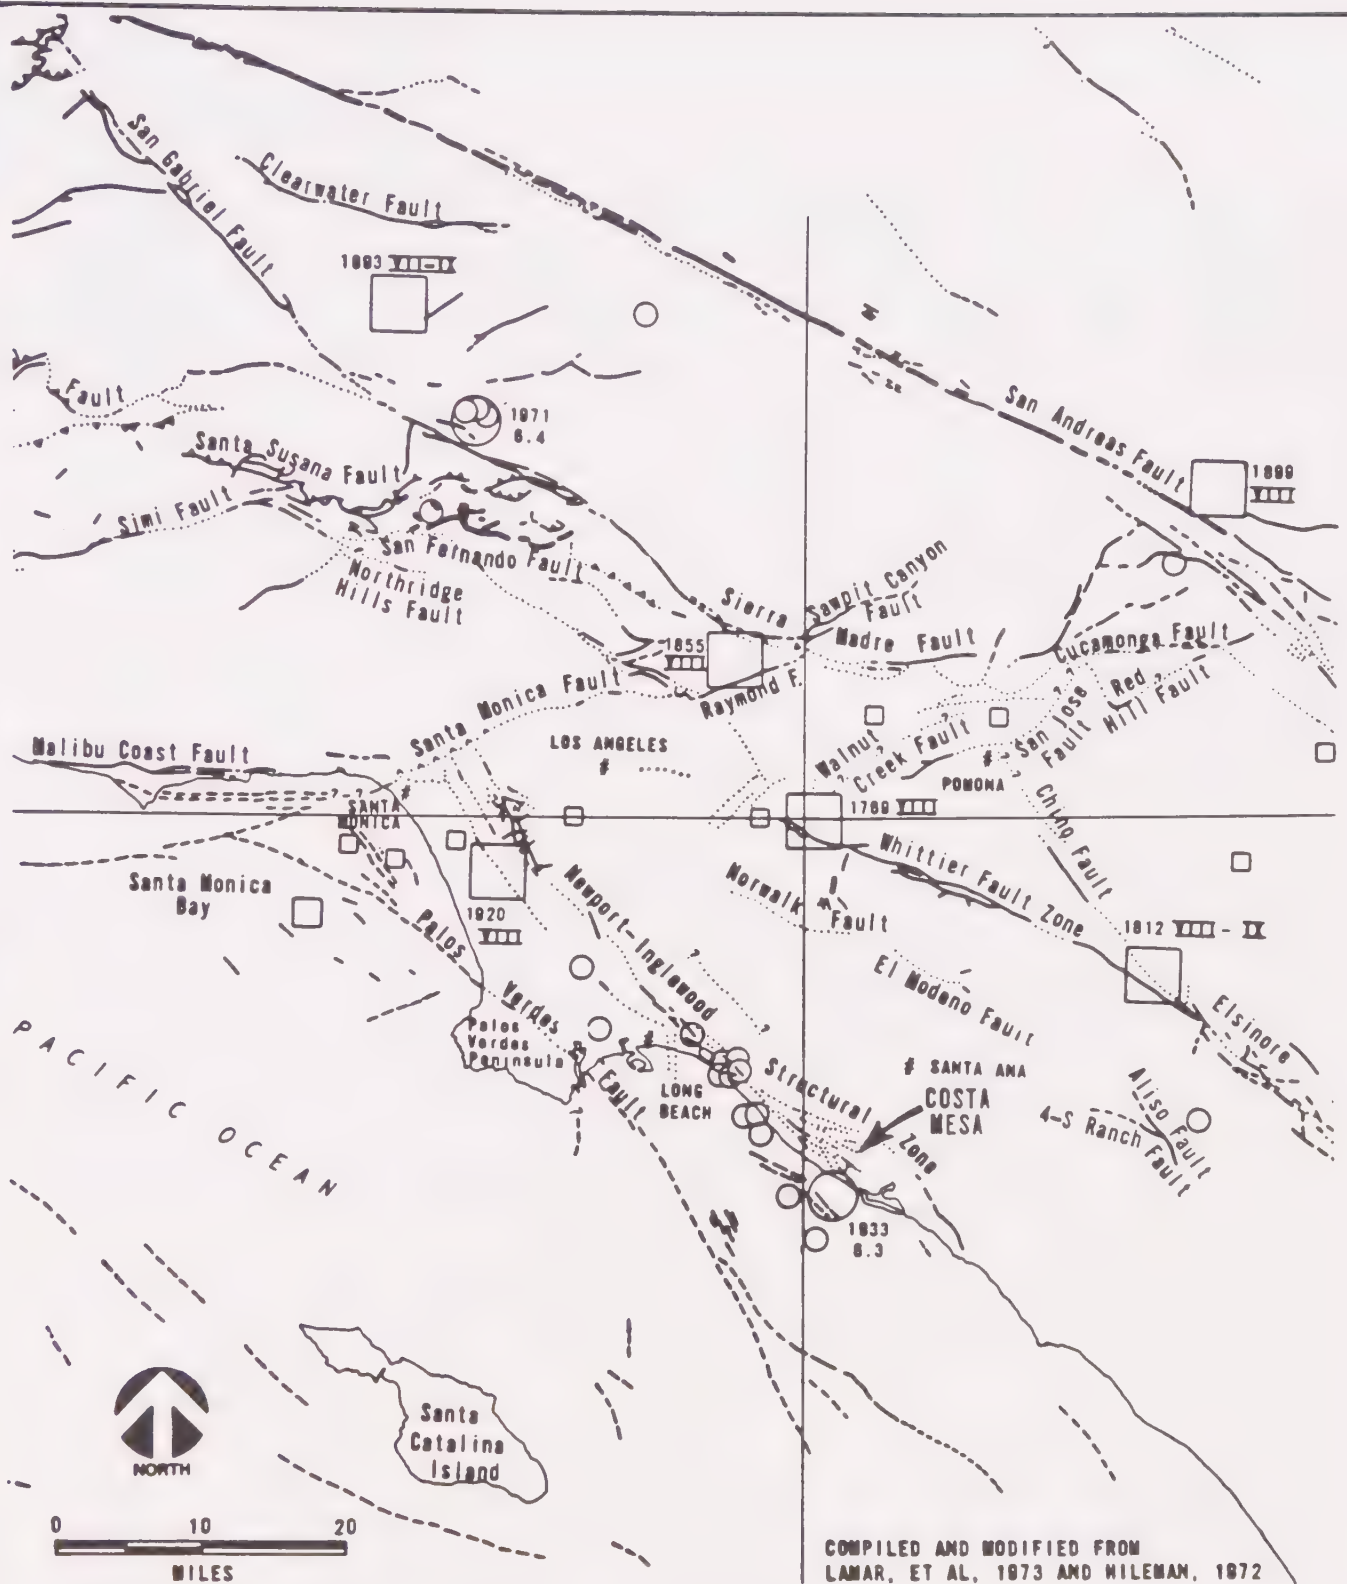 San Gabriel Fault
Clearwater Fault
1893 VII-IX
Fault
1971
6.4
San Andreas Fault
1899
VIII
Santa Susana Fault
Simi Fault
San Fernando Fault
Northridge
Hills Fault
Sierra
Madre Fault
Sawpit Canyon
Fault
Cucamonga Fault
1855
VIII
Raymond F.
Red
Hill Fault
San Jose
Fault
Santa Monica Fault
Malibu Coast Fault
LOS ANGELES
Walnut
Creek Fault
POMONA
SANTA
MONICA
1769 VIII
Chino Fault
Santa Monica
Bay
Whittier Fault Zone
Norwalk
Fault
1920
VIII
1812 VIII - IX
Newport-Inglewood
Structural Zone
El Modeno Fault
Elsinore
Palos
Verdes
Fault
Palos
Verdes
Peninsula
PACIFIC OCEAN
LONG
BEACH
SANTA ANA
COSTA
MESA
Aliso Fault
4-S Ranch
Fault
1933
6.3
Santa
Catalina
Island
NORTH
0 10 20
MILES
COMPILED AND MODIFIED FROM
LAMAR, ET AL, 1973 AND HILEMAN, 1972